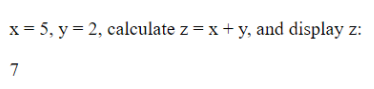 x = 5, y = 2, calculate z = x + y, and display z:
7